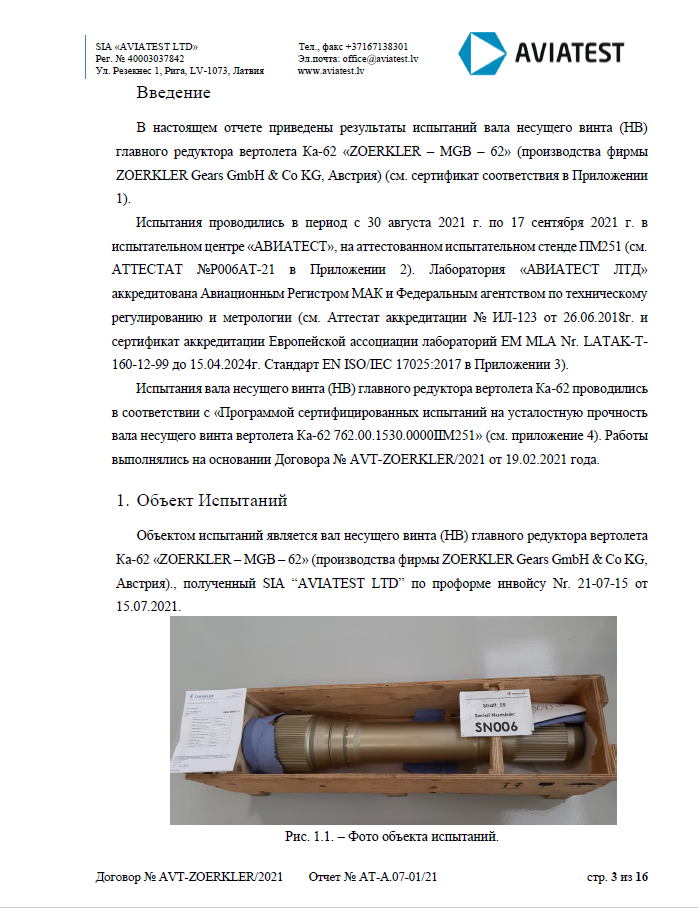 SIA «AVIATEST LTD»
Рег. № 40003037842
Ул. Резекнес 1, Рига, LV-1073, Латвия
Тел., факс +37167138301
Эл.почта: office@aviatest.lv
www.aviatest.lv
AVIATEST
Введение
В настоящем отчете приведены результаты испытаний вала несущего винта (НВ)
главного редуктора вертолета Ка-62 «ZOERKLER – MGB – 62» (производства фирмы
ZOERKLER Gears GmbH & Co KG, Австрия) (см. сертификат соответствия в Приложении
1).
Испытания проводились в период с 30 августа 2021 г. по 17 сентября 2021 г. в
испытательном центре «АВИАТЕСТ», на аттестованном испытательном стенде ПМ251 (см.
АТТЕСТАТ №Р006АТ-21 в Приложении 2). Лаборатория «АВИАТЕСТ ЛТД»
аккредитована Авиационным Регистром МАК и Федеральным агентством по техническому
регулированию и метрологии (см. Аттестат аккредитации № ИЛ-123 от 26.06.2018г. и
сертификат аккредитации Европейской ассоциации лабораторий EM MLA Nr. LATAK-T-
160-12-99 до 15.04.2024г. Стандарт EN ISO/IEC 17025:2017 в Приложении 3).
Испытания вала несущего винта (НВ) главного редуктора вертолета Ка-62 проводились
в соответствии с «Программой сертифицированных испытаний на усталостную прочность
вала несущего винта вертолета Ка-62 762.00.1530.0000ПМ251» (см. приложение 4). Работы
выполнялись на основании Договора № AVT-ZOERKLER/2021 от 19.02.2021 года.
1. Объект Испытаний
Объектом испытаний является вал несущего винта (НВ) главного редуктора вертолета
Ка-62 «ZOERKLER – MGB – 62» (производства фирмы ZOERKLER Gears GmbH & Co KG,
Австрия)., полученный SIA “AVIATEST LTD” по проформе инвойсу Nr. 21-07-15 от
15.07.2021.
Serial Number:
SN006
Рис. 1.1. – Фото объекта испытаний.
Договор № AVT-ZOERKLER/2021 Отчет № AT-A.07-01/21 стр. 3 из 16